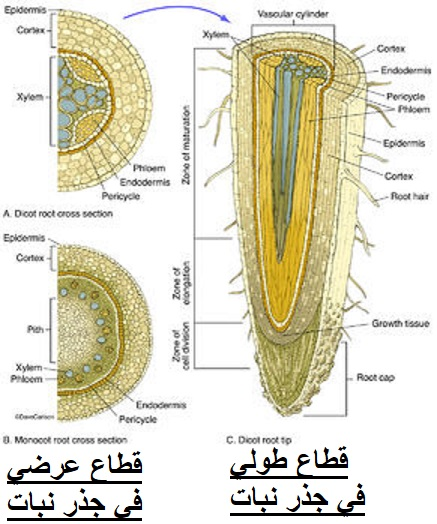 Epidermis
Cortex
Xylem
Phloem
Endodermis
Pericycle
A. Dicot root cross section
Epidermis
Cortex
Pith
Xylem
Phloem
Endodermis
Pericycle
©DaveCarlson
B. Monocot root cross section
Vascular cylinder
Xylem
Cortex
Endodermis
Pericycle
Phloem
Epidermis
Cortex
Root hair
Zone of maturation
Zone of elongation
Zone of cell division
Growth tissue
Root cap
C. Dicot root tip
قطاع عرضي
في جذر نبات
قطاع طولي
في جذر نبات